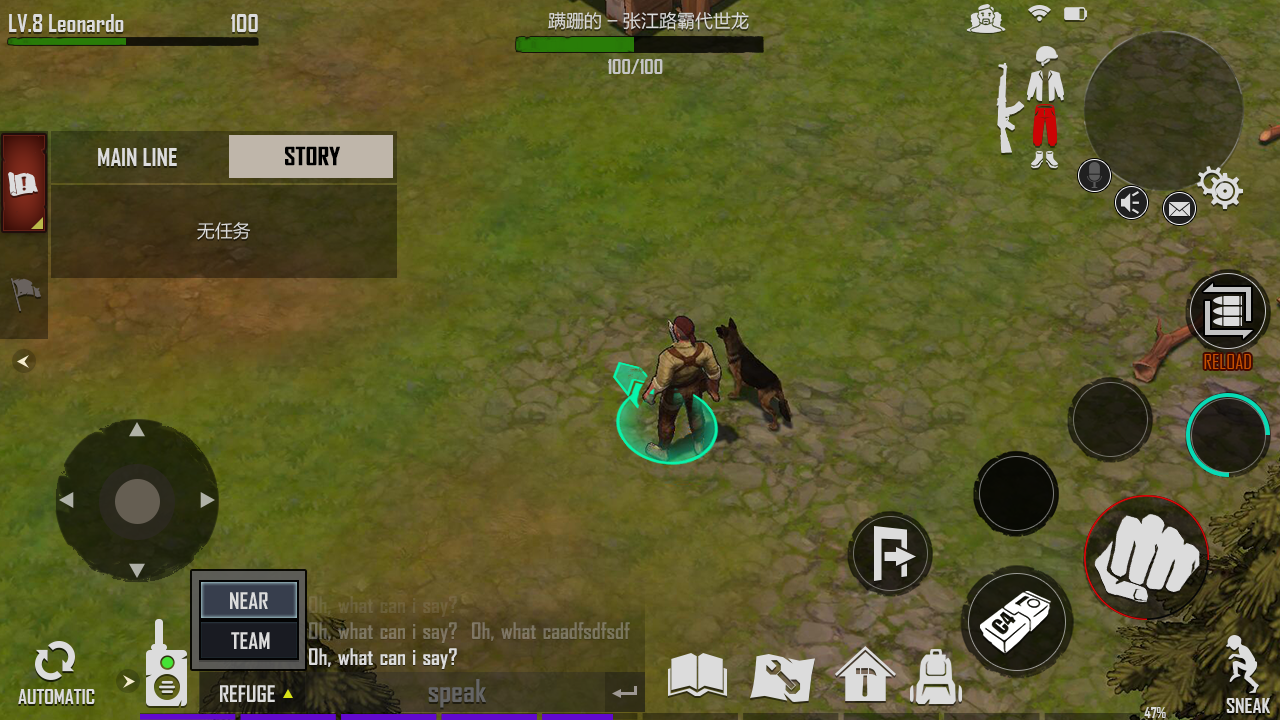 LV.8 Leonardo 100
蹒跚的 - 张江路霸代世龙
100/100
MAIN LINE STORY
无任务
RELOAD
C4
NEAR
TEAM
Oh, what can i say?
Oh, what can i say? Oh, what caadfsdfsdf
Oh, what can i say?
AUTOMATIC
REFUGE
speak
SNEAK
47%